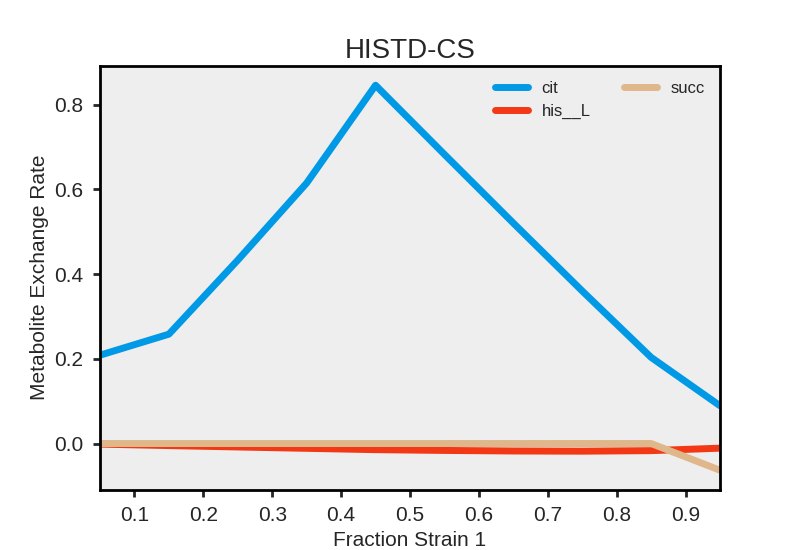 HISTD-CS
cit
his__L
succ
Metabolite Exchange Rate
0.8
0.6
0.4
0.2
0.0
0.1 0.2 0.3 0.4 0.5 0.6 0.7 0.8 0.9
Fraction Strain 1